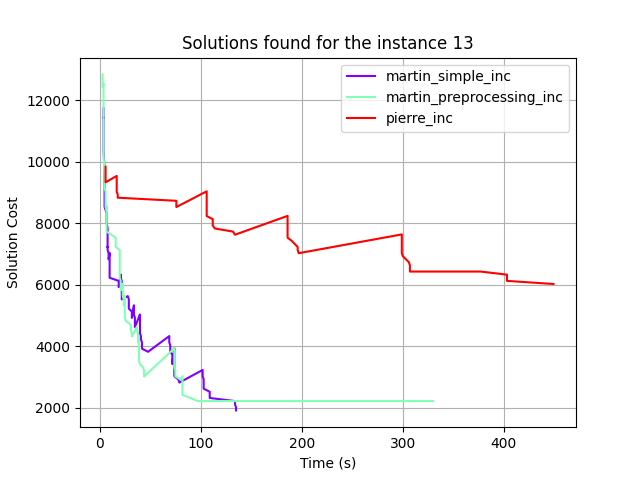 Solutions found for the instance 13
martin_simple_inc
martin_preprocessing_inc
pierre_inc
12000
10000
8000
6000
4000
2000
Solution Cost
0 100 200 300 400
Time (s)